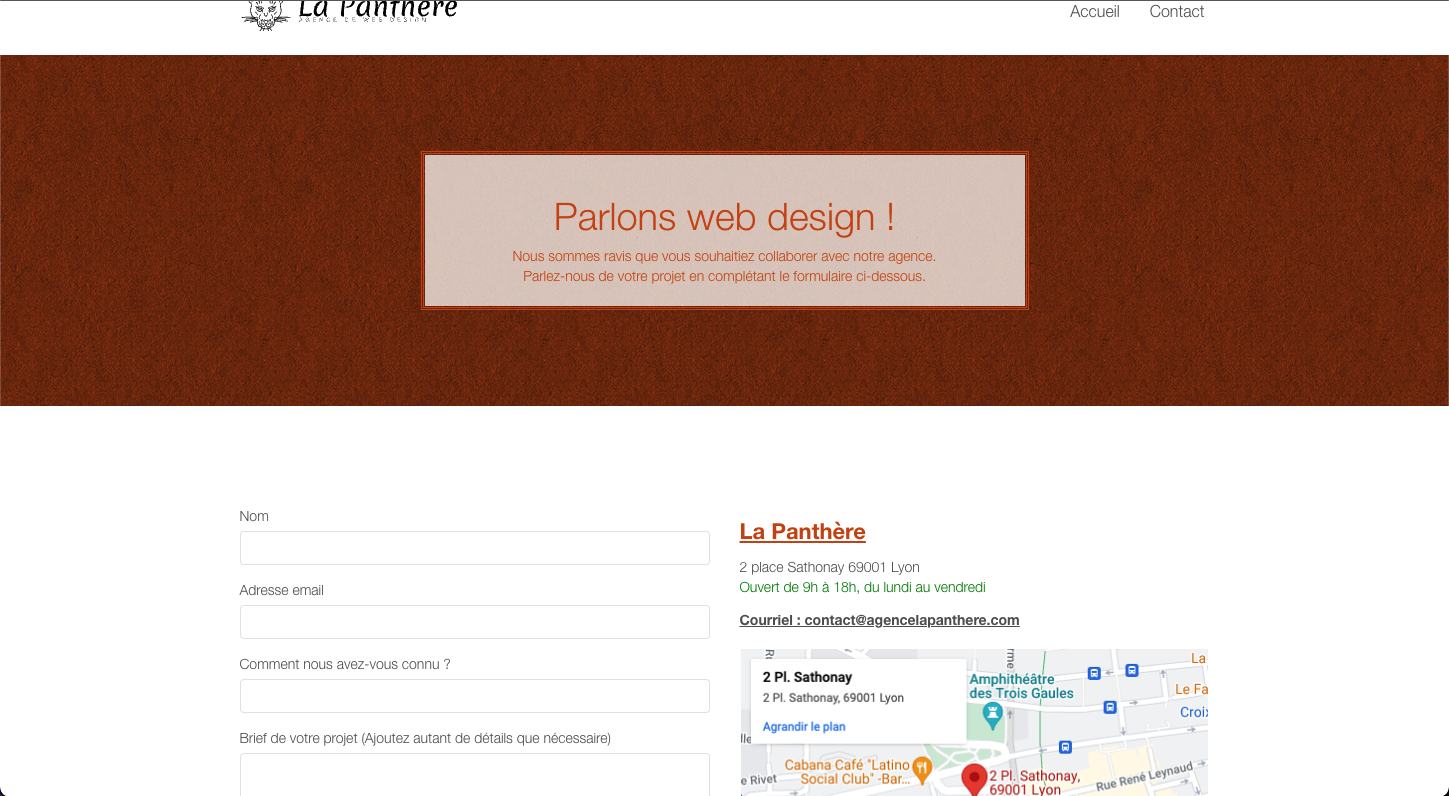 La Panthère
AGENCE DE WEB DESIGN
Accueil
Contact
Parlons web design !
Nous sommes ravis que vous souhaitiez collaborer avec notre agence.
Parlez-nous de votre projet en complétant le formulaire ci-dessous.
Nom
Adresse email
Comment nous avez-vous connu ?
Brief de votre projet (Ajoutez autant de détails que nécessaire)
La Panthère
2 place Sathonay 69001 Lyon
Ouvert de 9h à 18h, du lundi au vendredi
Courriel : contact@agencelapanthere.com
2 Pl. Sathonay
2 Pl. Sathonay, 69001 Lyon
Agrandir le plan
Amphithéâtre
des Trois Gaules
La
Le Fa
Croix
Cabana Café "Latino
Social Club" -Bar...
e Rivet
2 Pl. Sathonay,
69001 Lyon
Rue René Leynaud